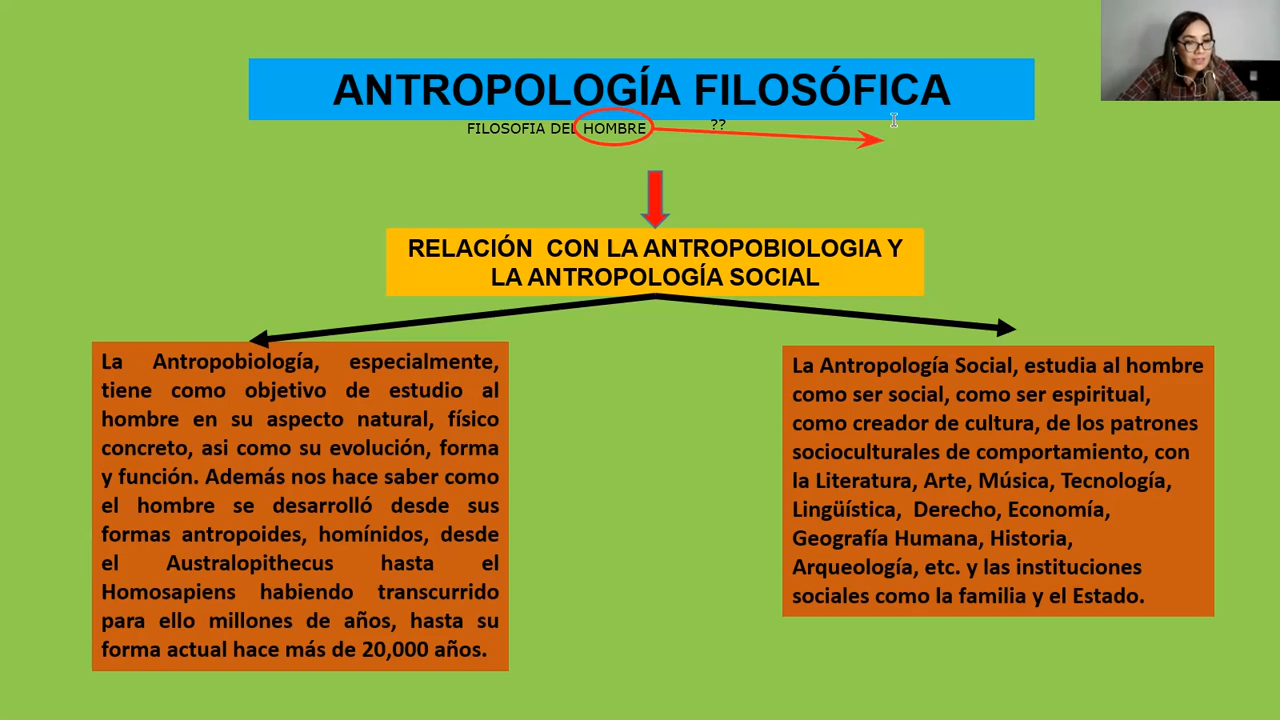 ANTROPOLOGÍA FILOSÓFICA
FILOSOFIA DEL HOMBRE ??
RELACIÓN CON LA ANTROPOBIOLOGIA Y
LA ANTROPOLOGÍA SOCIAL
La Antropobiología, especialmente,
tiene como objetivo de estudio al
hombre en su aspecto natural, físico
concreto, asi como su evolución, forma
y función. Además nos hace saber como
el hombre se desarrolló desde sus
formas antropoides, homínidos, desde
el Australopithecus hasta el
Homosapiens habiendo transcurrido
para ello millones de años, hasta su
forma actual hace más de 20,000 años.
La Antropología Social, estudia al hombre
como ser social, como ser espiritual,
como creador de cultura, de los patrones
socioculturales de comportamiento, con
la Literatura, Arte, Música, Tecnología,
Lingüística, Derecho, Economía,
Geografía Humana, Historia,
Arqueología, etc. y las instituciones
sociales como la familia y el Estado.